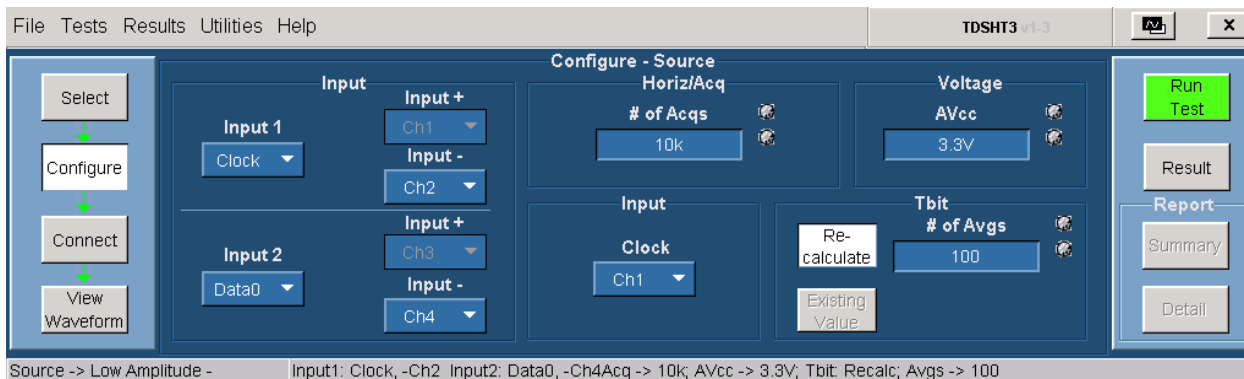 File Tests Results Utilities Help
TDSHT3 v1-3
x
Select
Configure
Connect
View
Waveform
Configure - Source
Input
Input 1
Clock
Input +
Ch1
Input -
Ch2
Input 2
Data0
Input +
Ch3
Input -
Ch4
Horiz/Acq
# of Acqs
10k
Voltage
AVcc
3.3V
Input
Clock
Ch1
Tbit
Re-
calculate
Existing
Value
# of Avgs
100
Run
Test
Result
Report
Summary
Detail
Source -> Low Amplitude -
Input1: Clock, -Ch2 Input2: Data0, -Ch4Acq -> 10k; AVcc -> 3.3V; Tbit: Recalc; Avgs -> 100